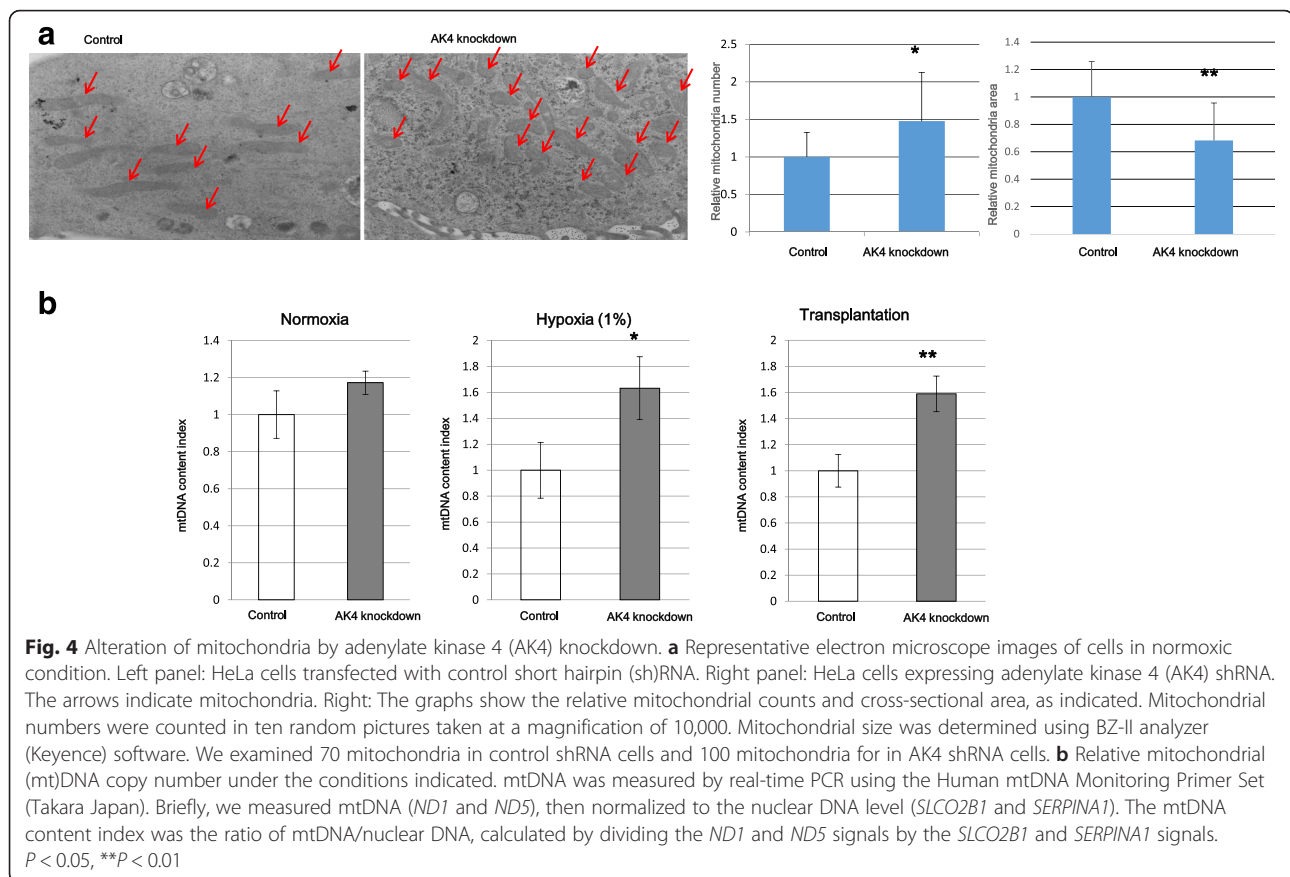 a
Control
AK4 knockdown
Relative mitochondria number
2.5
2
1.5
1
0.5
0
*
Control
AK4 knockdown
Relative mitochondria area
1.4
1.2
1
0.8
0.6
0.4
0.2
0
**
Control
AK4 knockdown
b
Normoxia
mtDNA content index
1.4
1.2
1
0.8
0.6
0.4
0.2
0
Control
AK4 knockdown
Hypoxia (1%)
mtDNA content index
2
1.8
1.6
1.4
1.2
1
0.8
0.6
0.4
0.2
0
*
Control
AK4 knockdown
Transplantation
mtDNA content index
2
1.8
1.6
1.4
1.2
1
0.8
0.6
0.4
0.2
0
**
Control
AK4 knockdown
Fig. 4 Alteration of mitochondria by adenylate kinase 4 (AK4) knockdown. a Representative electron microscope images of cells in normoxic
condition. Left panel: HeLa cells transfected with control short hairpin (sh)RNA. Right panel: HeLa cells expressing adenylate kinase 4 (AK4) shRNA.
The arrows indicate mitochondria. Right: The graphs show the relative mitochondrial counts and cross-sectional area, as indicated. Mitochondrial
numbers were counted in ten random pictures taken at a magnification of 10,000. Mitochondrial size was determined using BZ-II analyzer
(Keyence) software. We examined 70 mitochondria in control shRNA cells and 100 mitochondria for in AK4 shRNA cells. b Relative mitochondrial
(mt)DNA copy number under the conditions indicated. mtDNA was measured by real-time PCR using the Human mtDNA Monitoring Primer Set
(Takara Japan). Briefly, we measured mtDNA (ND1 and ND5), then normalized to the nuclear DNA level (SLCO2B1 and SERPINA1). The mtDNA
content index was the ratio of mtDNA/nuclear DNA, calculated by dividing the ND1 and ND5 signals by the SLCO2B1 and SERPINA1 signals.
P < 0.05, **P < 0.01